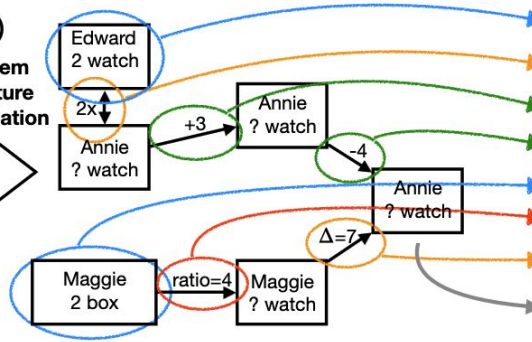 )
em
ture
ation
Edward
2 watch
2x
Annie
? watch
+3
Annie
? watch
-4
Annie
? watch
Maggie
2 box
ratio=4
Maggie
? watch
Δ=7